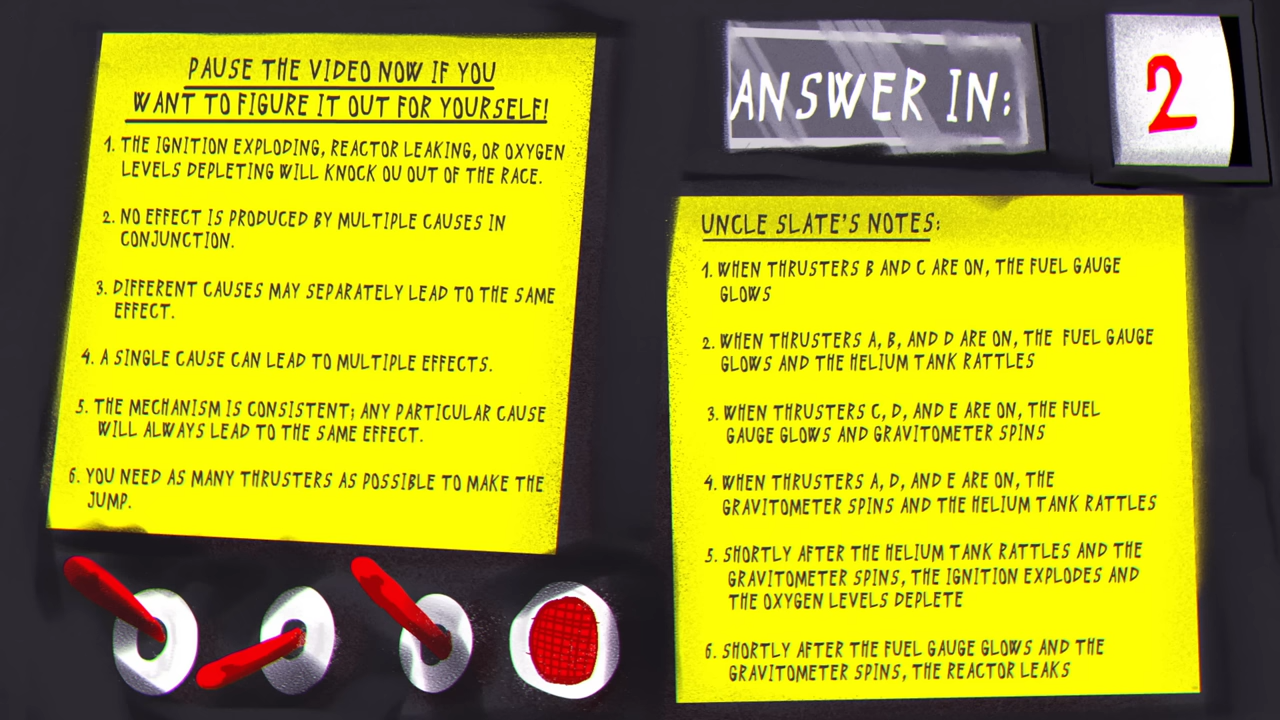 PAUSE THE VIDEO NOW IF YOU
WANT TO FIGURE IT OUT FOR YOURSELF!
1. THE IGNITION EXPLODING, REACTOR LEAKING, OR OXYGEN
LEVELS DEPLETING WILL KNOCK OU OUT OF THE RACE.
2. NO EFFECT IS PRODUCED BY MULTIPLE CAUSES IN
CONJUNCTION.
3. DIFFERENT CAUSES MAY SEPARATELY LEAD TO THE SAME
EFFECT.
4. A SINGLE CAUSE CAN LEAD TO MULTIPLE EFFECTS.
5. THE MECHANISM IS CONSISTENT; ANY PARTICULAR CAUSE
WILL ALWAYS LEAD TO THE SAME EFFECT.
6. YOU NEED AS MANY THRUSTERS AS POSSIBLE TO MAKE THE
JUMP.
ANSWER IN: 2
UNCLE SLATE'S NOTES:
1. WHEN THRUSTERS B AND C ARE ON, THE FUEL GAUGE
GLOWS
2. WHEN THRUSTERS A, B, AND D ARE ON, THE FUEL GAUGE
GLOWS AND THE HELIUM TANK RATTLES
3. WHEN THRUSTERS C, D, AND E ARE ON, THE FUEL
GAUGE GLOWS AND GRAVITOMETER SPINS
4. WHEN THRUSTERS A, D, AND E ARE ON, THE
GRAVITOMETER SPINS AND THE HELIUM TANK RATTLES
5. SHORTLY AFTER THE HELIUM TANK RATTLES AND THE
GRAVITOMETER SPINS, THE IGNITION EXPLODES AND
THE OXYGEN LEVELS DEPLETE
6. SHORTLY AFTER THE FUEL GAUGE GLOWS AND THE
GRAVITOMETER SPINS, THE REACTOR LEAKS